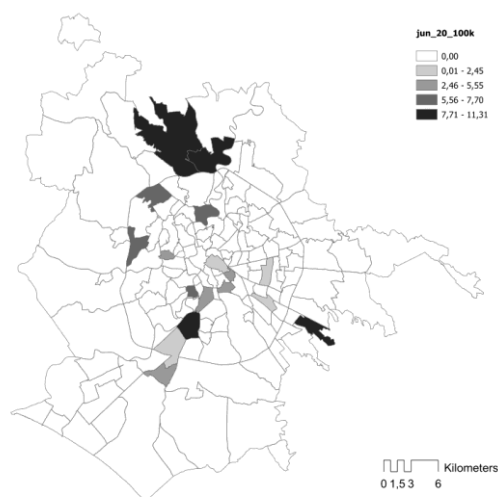 jun_20_100k
0,00
0,01 - 2,45
2,46 - 5,55
5,56 - 7,70
7,71 - 11,31
Kilometers
0 1,5 3 6